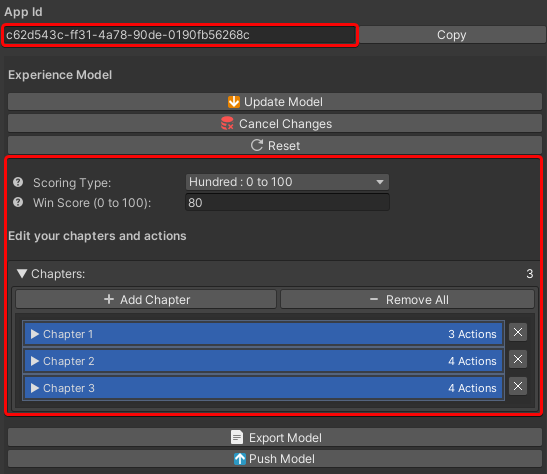 App Id
c62d543c-ff31-4a78-90de-0190fb56268c Copy
Experience Model
Update Model
Cancel Changes
Reset
Scoring Type: Hundred : 0 to 100
Win Score (0 to 100): 80
Edit your chapters and actions
Chapters: 3
Add Chapter Remove All
Chapter 1 3 Actions
Chapter 2 4 Actions
Chapter 3 4 Actions
Export Model
Push Model